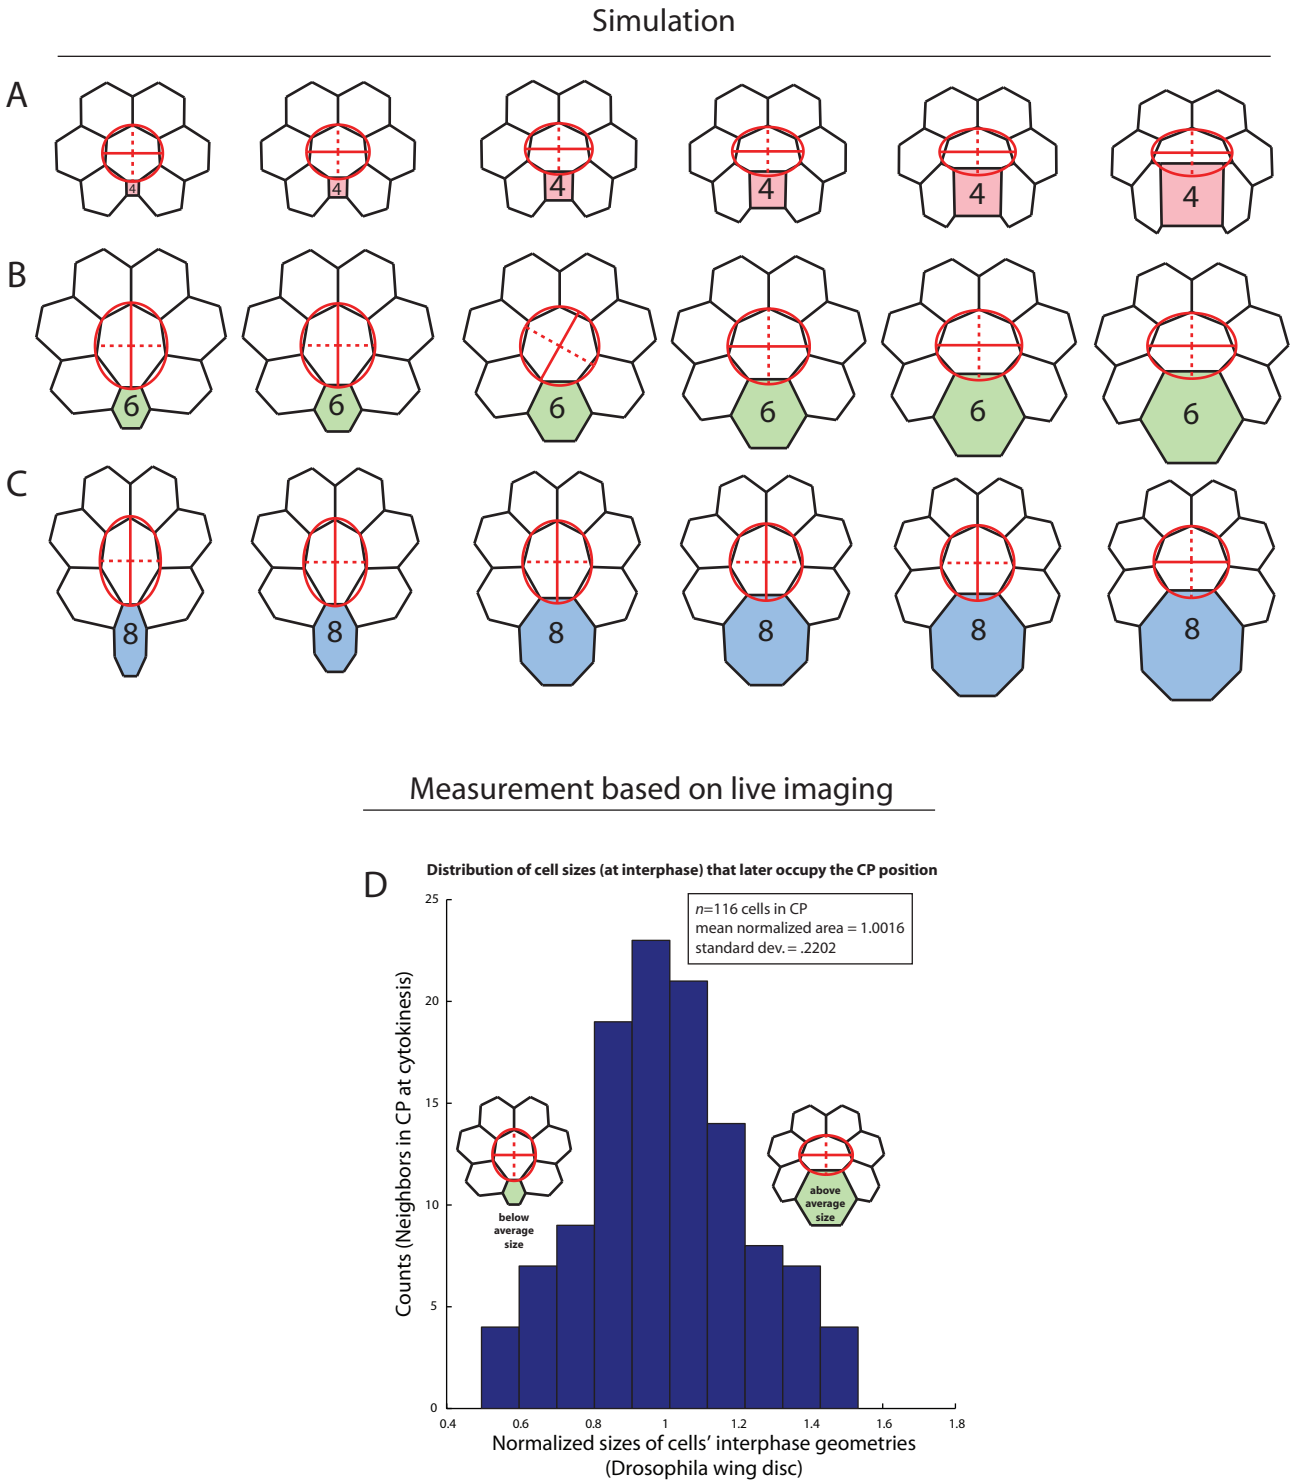 Simulation
A
4
4
4
4
4
4
B
6
6
6
6
6
6
C
8
8
8
8
8
8
Measurement based on live imaging
D
Distribution of cell sizes (at interphase) that later occupy the CP position
n=116 cells in CP
mean normalized area = 1.0016
standard dev. = .2202
Counts (Neighbors in CP at cytokinesis)
25
20
15
10
5
0
below
average
size
above
average
size
0.4
0.6
0.8
1
1.2
1.4
1.6
1.8
Normalized sizes of cells’ interphase geometries
(Drosophila wing disc)